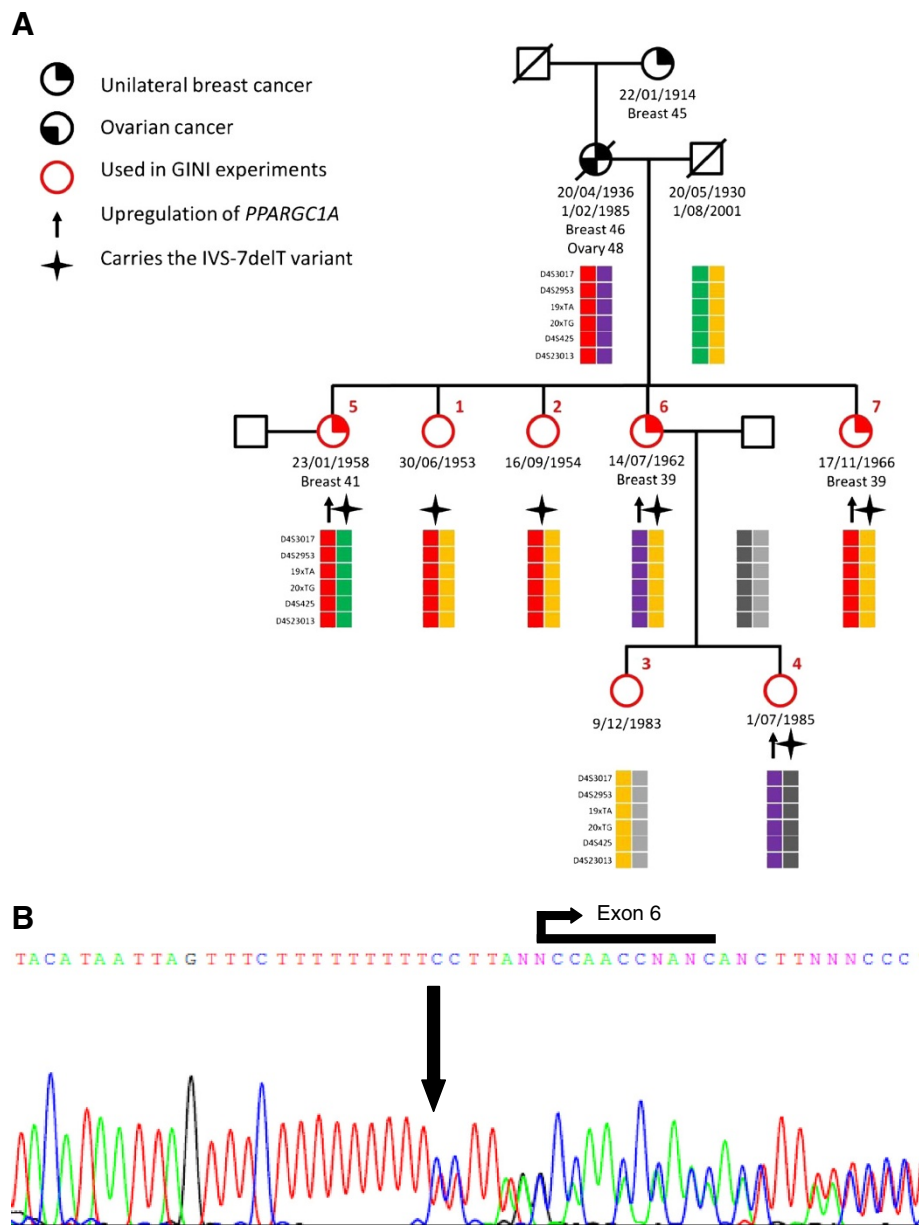 A
Unilateral breast cancer
Ovarian cancer
Used in GINI experiments
Upregulation of PPARGC1A
Carries the IVS-7delT variant
22/01/1914
Breast 45
20/04/1936
1/02/1985
Breast 46
Ovary 48
20/05/1930
1/08/2001
D4S3017
D4S2953
19xTA
20xTG
D4S425
D4S23013
5
1
2
6
7
23/01/1958
Breast 41
30/06/1953
16/09/1954
14/07/1962
Breast 39
17/11/1966
Breast 39
D4S3017
D4S2953
19xTA
20xTG
D4S425
D4S23013
3
4
9/12/1983
1/07/1985
D4S3017
D4S2953
19xTA
20xTG
D4S425
D4S23013
B
Exon 6
TACATAATTAGTTTCTTTTTTTTTCCTTANNCCAACCNANCANCTTNNNCCC